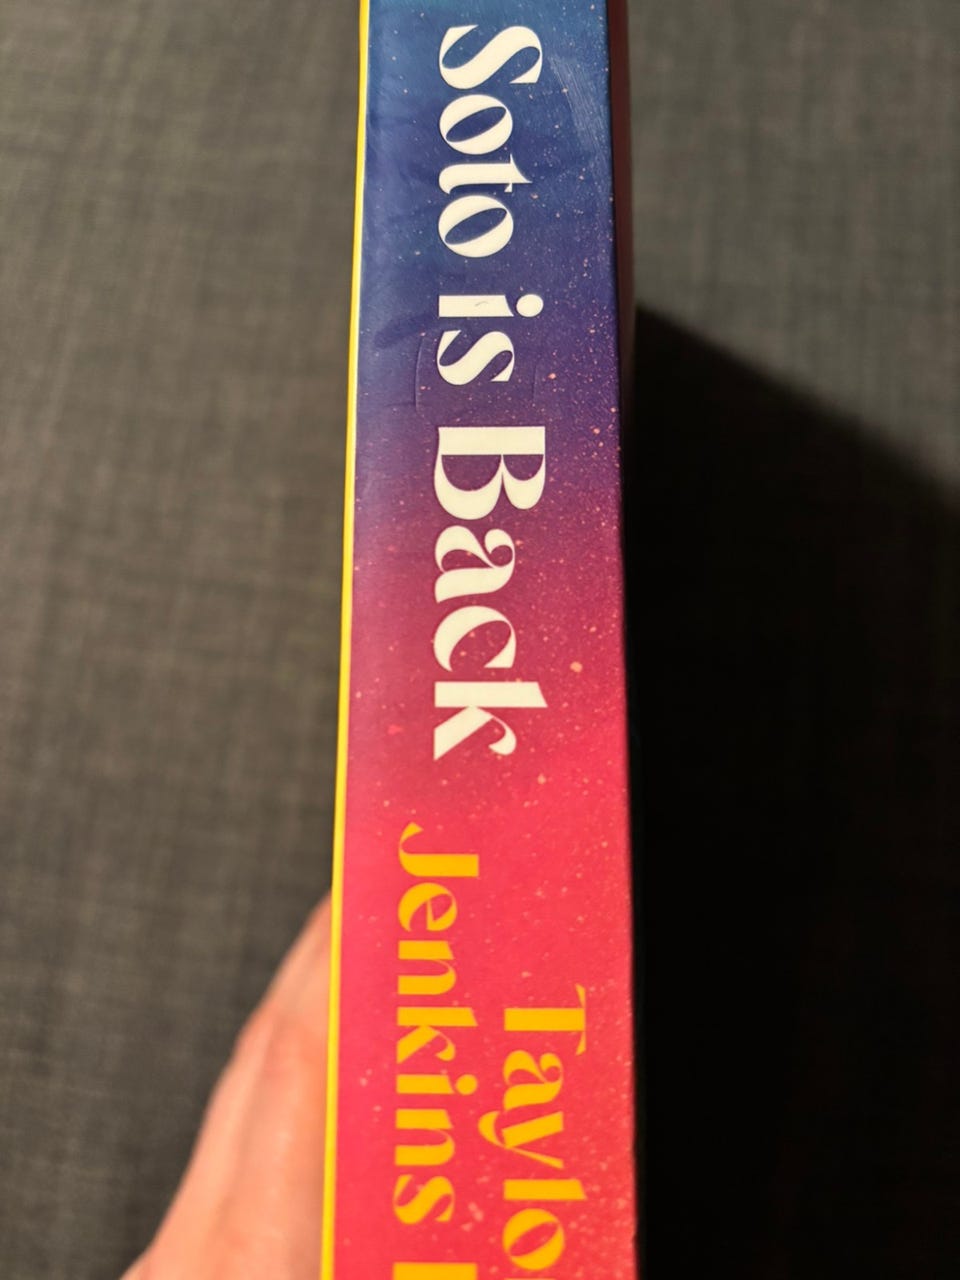 Soto is Back
Taylo
Jenkins